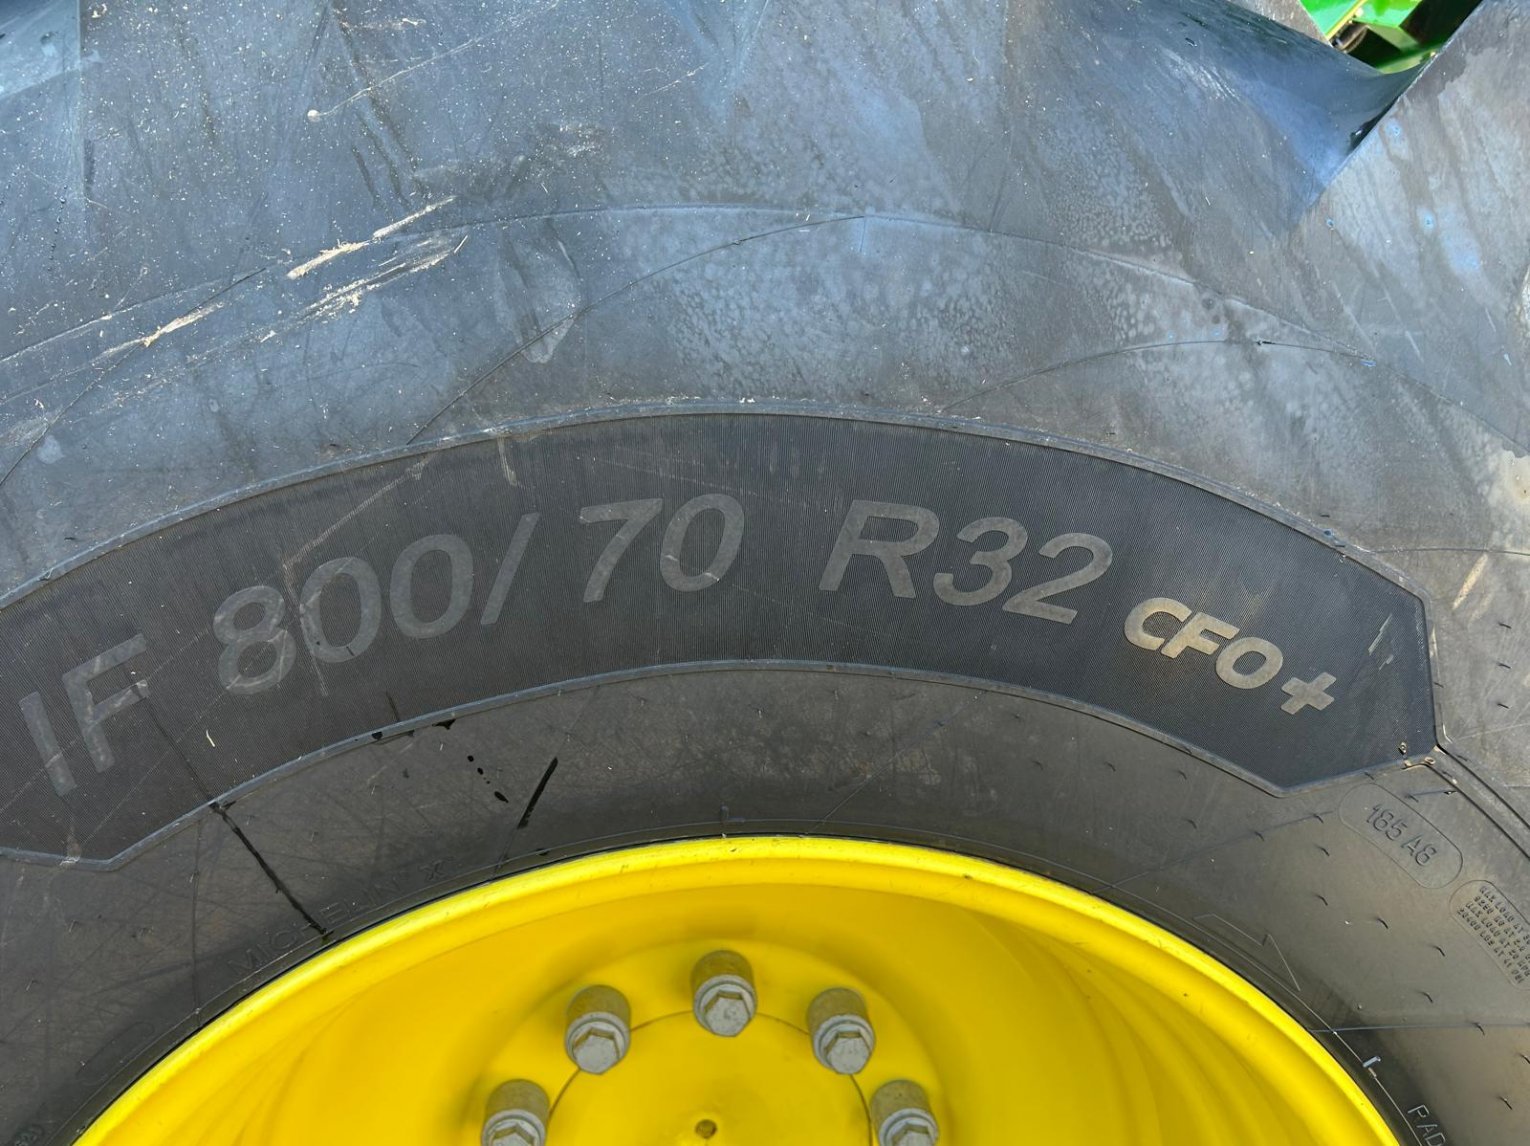 IF 800/70 R32 CFO+
185 A8
MICHELIN X